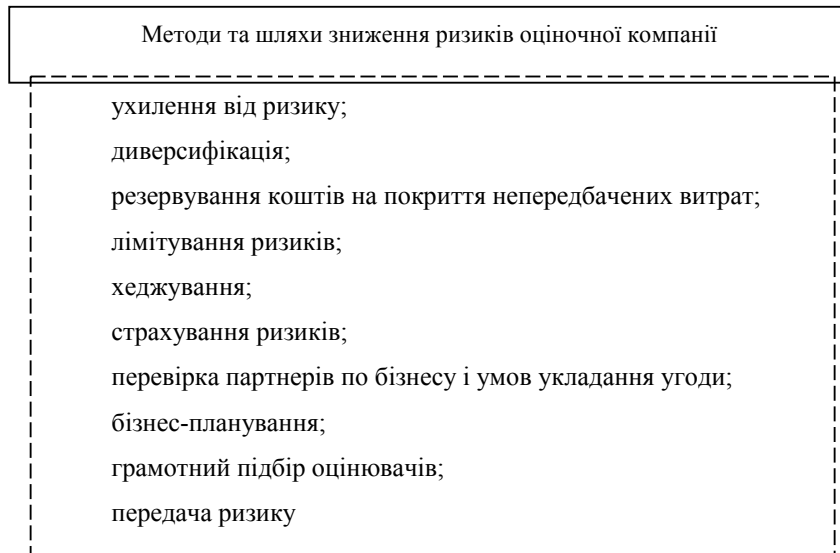 Методи та шляхи зниження ризиків оціночної компанії
ухилення від ризику;
диверсифікація;
резервування коштів на покриття непередбачених витрат;
лімітування ризиків;
хеджування;
страхування ризиків;
перевірка партнерів по бізнесу і умов укладання угоди;
бізнес-планування;
грамотний підбір оцінювачів;
передача ризику